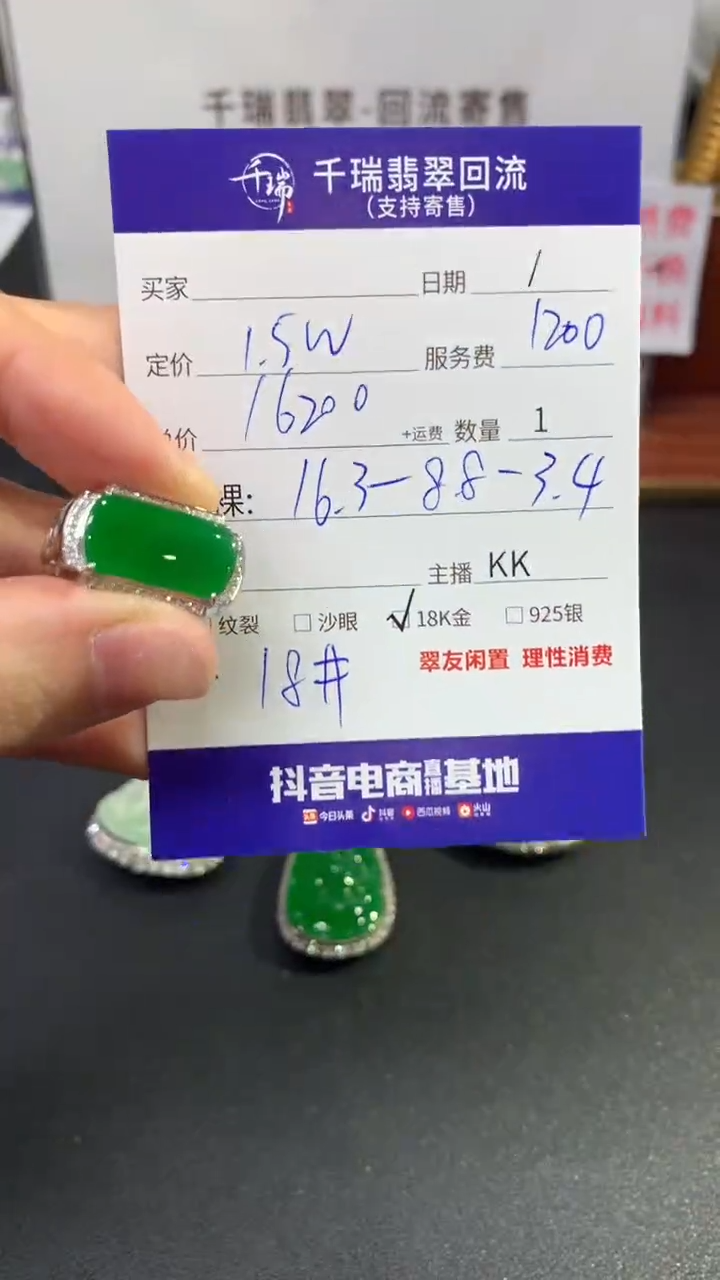 千瑞翡翠-回流寄售
千瑞 千瑞翡翠回流
(支持寄售)
买家 日期 /
定价 1.5W 服务费 1200
价 16200 +运费 数量 1
果: 16.3-8.8-3.4
主播 KK
纹裂 □沙眼 ✓18K金 □925银
18# 翠友闲置 理性消费
抖音电商直播基地
今日头条 抖音 西瓜视频 火山